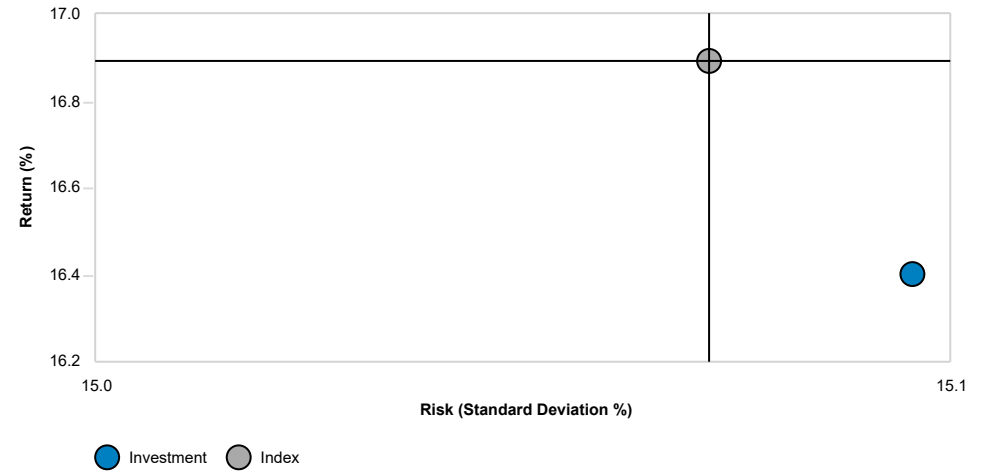 17.0
16.8
16.6
16.4
16.2
Return (%)
15.0
15.1
Risk (Standard Deviation %)
Investment
Index